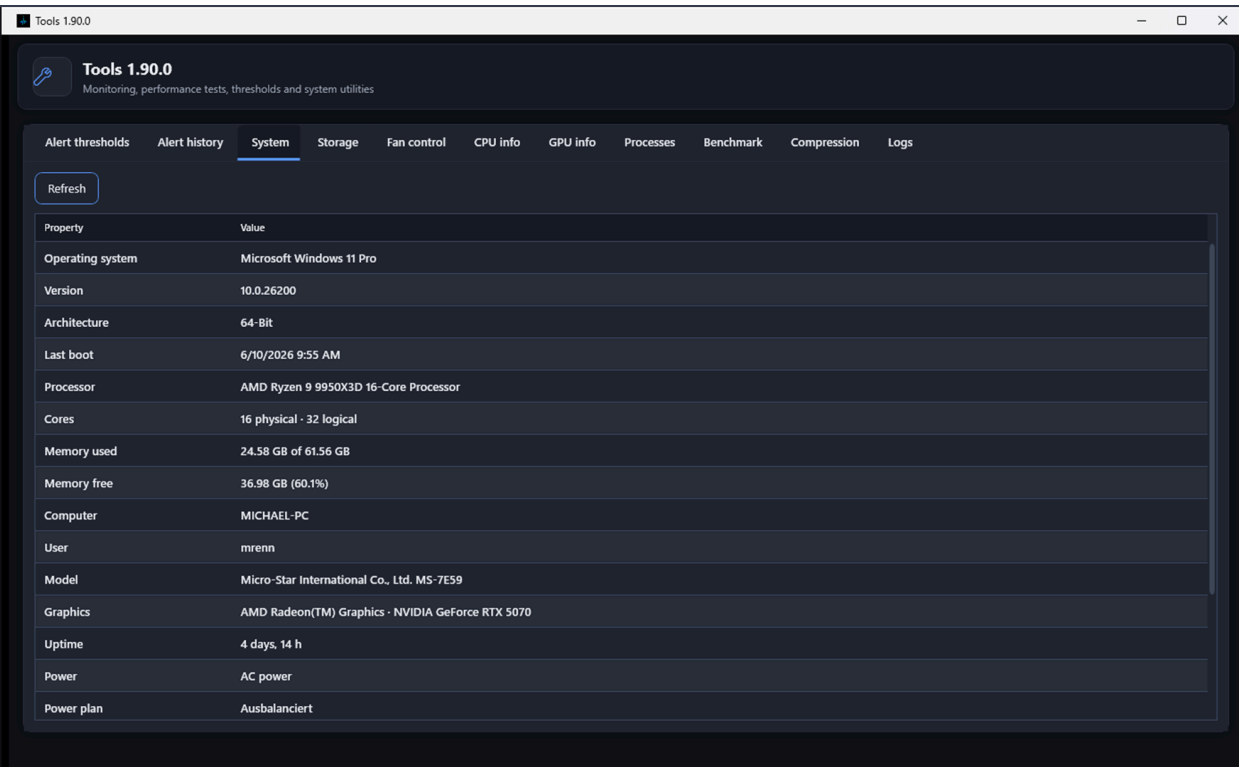 Tools 1.90.0
Tools 1.90.0
Monitoring, performance tests, thresholds and system utilities
Alert thresholds Alert history System Storage Fan control CPU info GPU info Processes Benchmark Compression Logs
Refresh
Property Value
Operating system Microsoft Windows 11 Pro
Version 10.0.26200
Architecture 64-Bit
Last boot 6/10/2026 9:55 AM
Processor AMD Ryzen 9 9950X3D 16-Core Processor
Cores 16 physical · 32 logical
Memory used 24.58 GB of 61.56 GB
Memory free 36.98 GB (60.1%)
Computer MICHAEL-PC
User mrenn
Model Micro-Star International Co., Ltd. MS-7E59
Graphics AMD Radeon(TM) Graphics · NVIDIA GeForce RTX 5070
Uptime 4 days, 14 h
Power AC power
Power plan Ausbalanciert